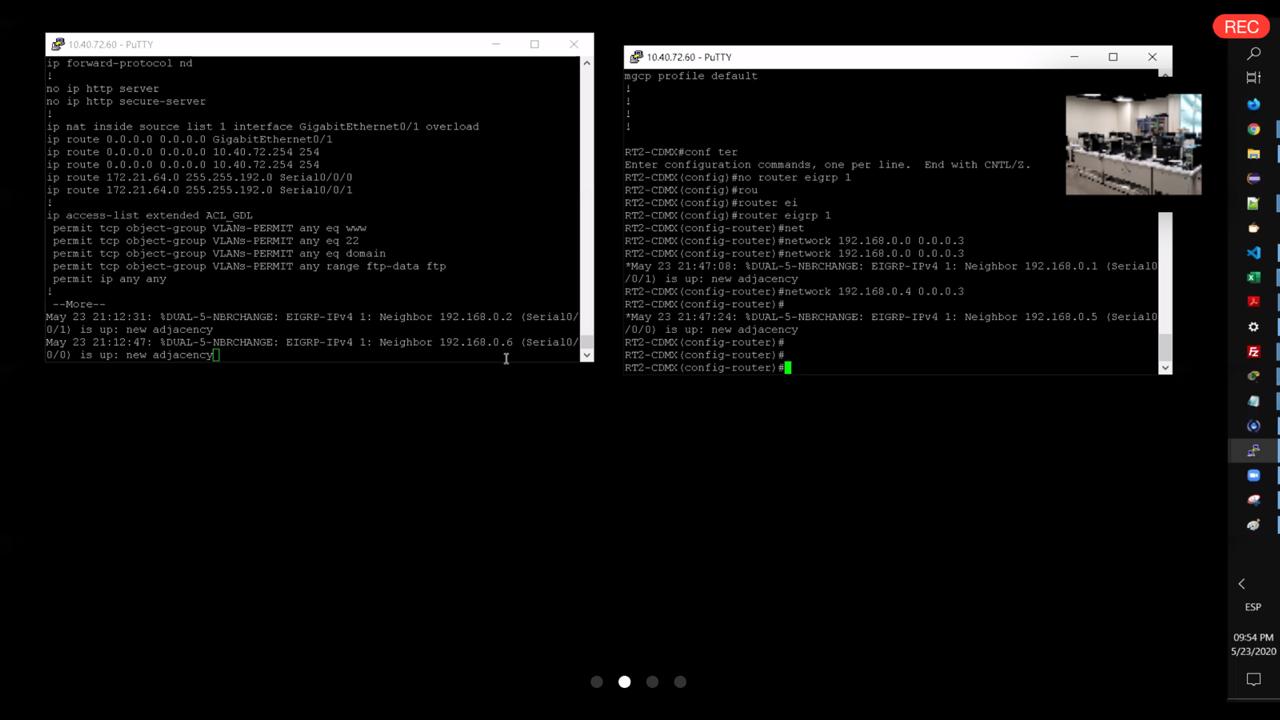 REC
10.40.72.60 - PuTTY
ip forward-protocol nd
!
no ip http server
no ip http secure-server
!
ip nat inside source list 1 interface GigabitEthernet0/1 overload
ip route 0.0.0.0 0.0.0.0 GigabitEthernet0/1
ip route 0.0.0.0 0.0.0.0 10.40.72.254 254
ip route 0.0.0.0 0.0.0.0 10.40.72.254 254
ip route 172.21.64.0 255.255.192.0 Serial0/0/0
ip route 172.21.64.0 255.255.192.0 Serial0/0/1
!
ip access-list extended ACL_GDL
permit tcp object-group VLANs-PERMIT any eq www
permit tcp object-group VLANs-PERMIT any eq 22
permit tcp object-group VLANs-PERMIT any eq domain
permit tcp object-group VLANs-PERMIT any range ftp-data ftp
permit ip any any
!
--More--
May 23 21:12:31: %DUAL-5-NBRCHANGE: EIGRP-IPv4 1: Neighbor 192.168.0.2 (Serial0/
0/1) is up: new adjacency
May 23 21:12:47: %DUAL-5-NBRCHANGE: EIGRP-IPv4 1: Neighbor 192.168.0.6 (Serial0/
0/0) is up: new adjacency
10.40.72.60 - PuTTY
mgcp profile default
!
!
!
!
RT2-CDMX#conf ter
Enter configuration commands, one per line.  End with CNTL/Z.
RT2-CDMX(config)#no router eigrp 1
RT2-CDMX(config)#rou
RT2-CDMX(config)#router ei
RT2-CDMX(config)#router eigrp 1
RT2-CDMX(config-router)#net
RT2-CDMX(config-router)#network 192.168.0.0 0.0.0.3
RT2-CDMX(config-router)#network 192.168.0.0 0.0.0.3
*May 23 21:47:08: %DUAL-5-NBRCHANGE: EIGRP-IPv4 1: Neighbor 192.168.0.1 (Serial0
/0/1) is up: new adjacency
RT2-CDMX(config-router)#network 192.168.0.4 0.0.0.3
RT2-CDMX(config-router)#
*May 23 21:47:24: %DUAL-5-NBRCHANGE: EIGRP-IPv4 1: Neighbor 192.168.0.5 (Serial0
/0/0) is up: new adjacency
RT2-CDMX(config-router)#
RT2-CDMX(config-router)#
RT2-CDMX(config-router)#
ESP
09:54 PM
5/23/2020